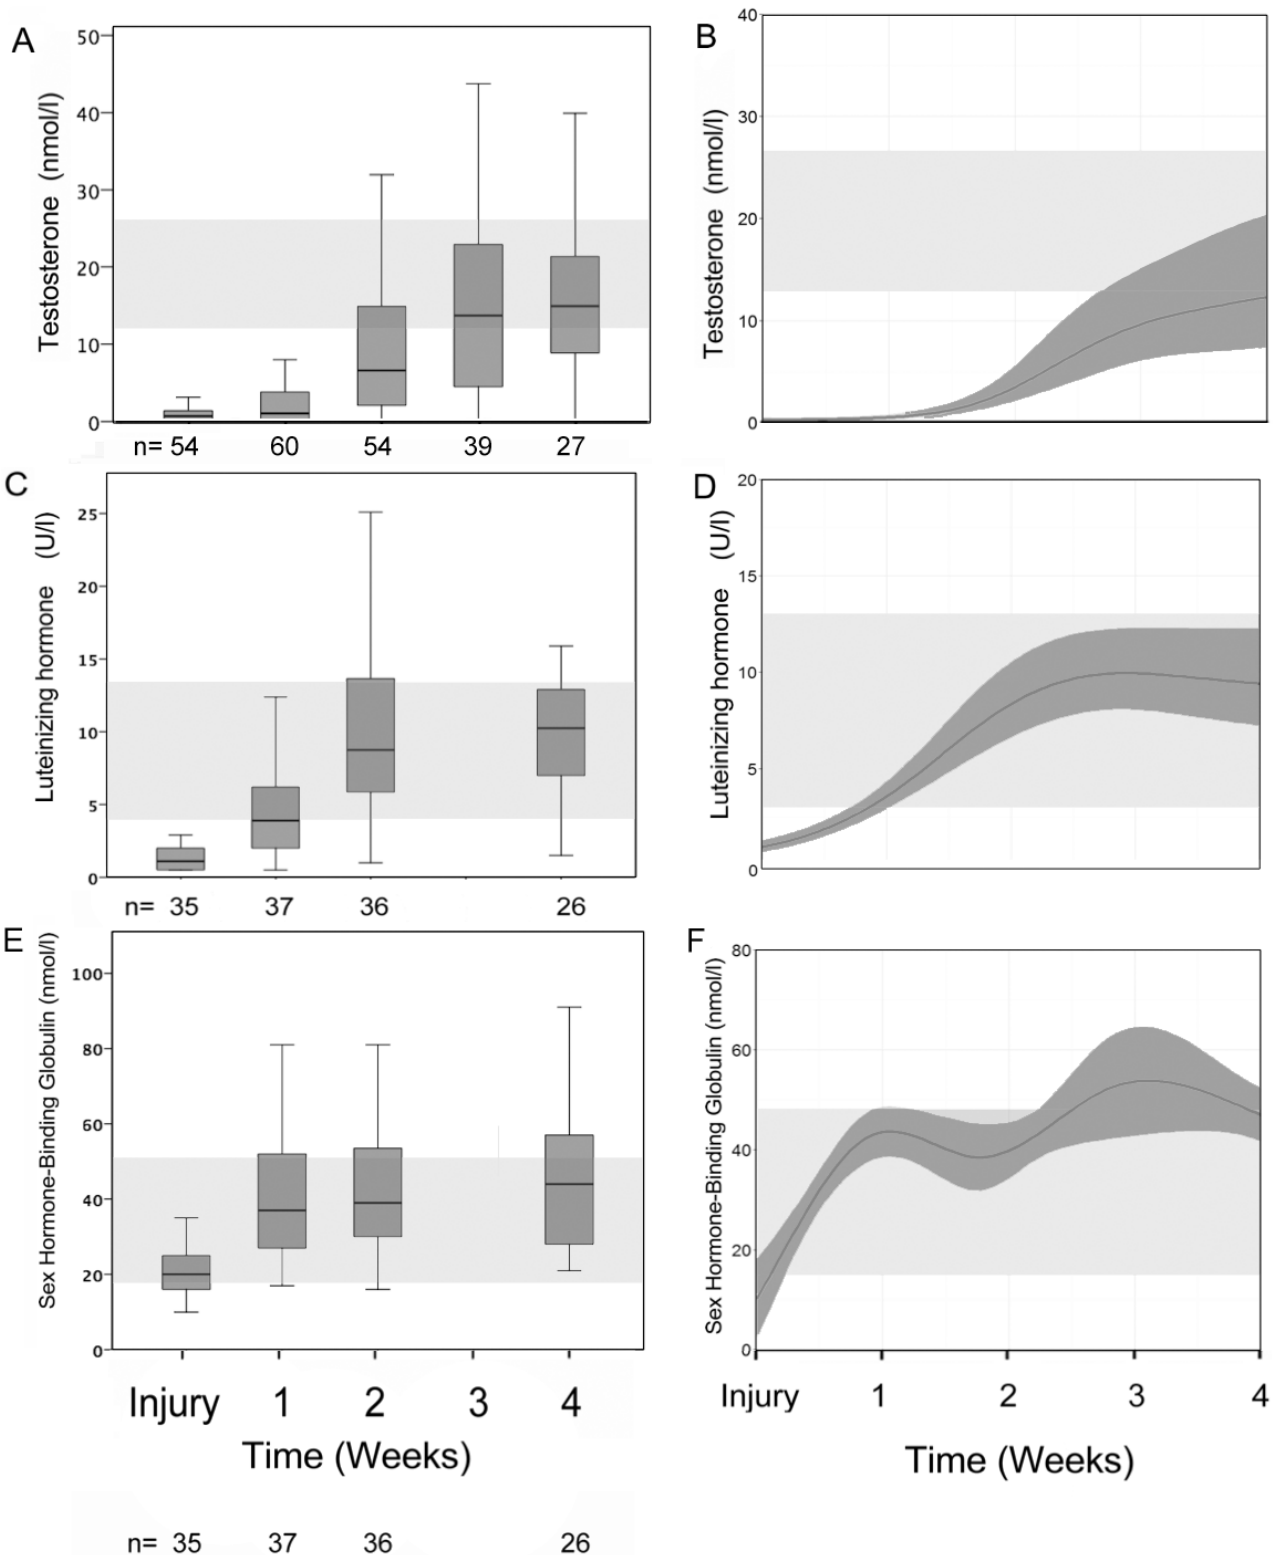 A
Testosterone (nmol/l)
50
40
30
20
10
0
n= 54 60 54 39 27
B
Testosterone (nmol/l)
40
30
20
10
0
C
Luteinizing hormone (U/l)
25
20
15
10
5
0
n= 35 37 36 26
D
Luteinizing hormone (U/l)
20
15
10
5
0
E
Sex Hormone-Binding Globulin (nmol/l)
100
80
60
40
20
0
Injury 1 2 3 4
Time (Weeks)
n= 35 37 36 26
F
Sex Hormone-Binding Globulin (nmol/l)
80
60
40
20
0
Injury 1 2 3 4
Time (Weeks)